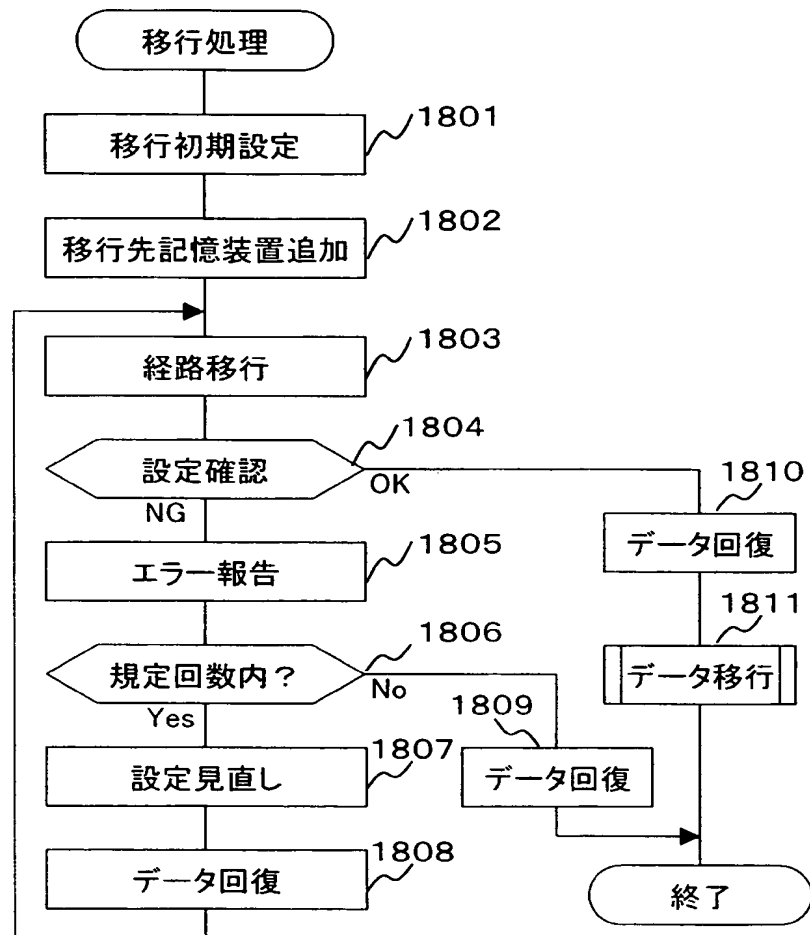 移行処理
1801
移行初期設定
1802
移行先記憶装置追加
1803
経路移行
1804
設定確認
OK
NG
1810
データ回復
1805
エラー報告
1811
データ移行
1806
規定回数内?
No
Yes
1809
データ回復
1807
設定見直し
1808
データ回復
終了